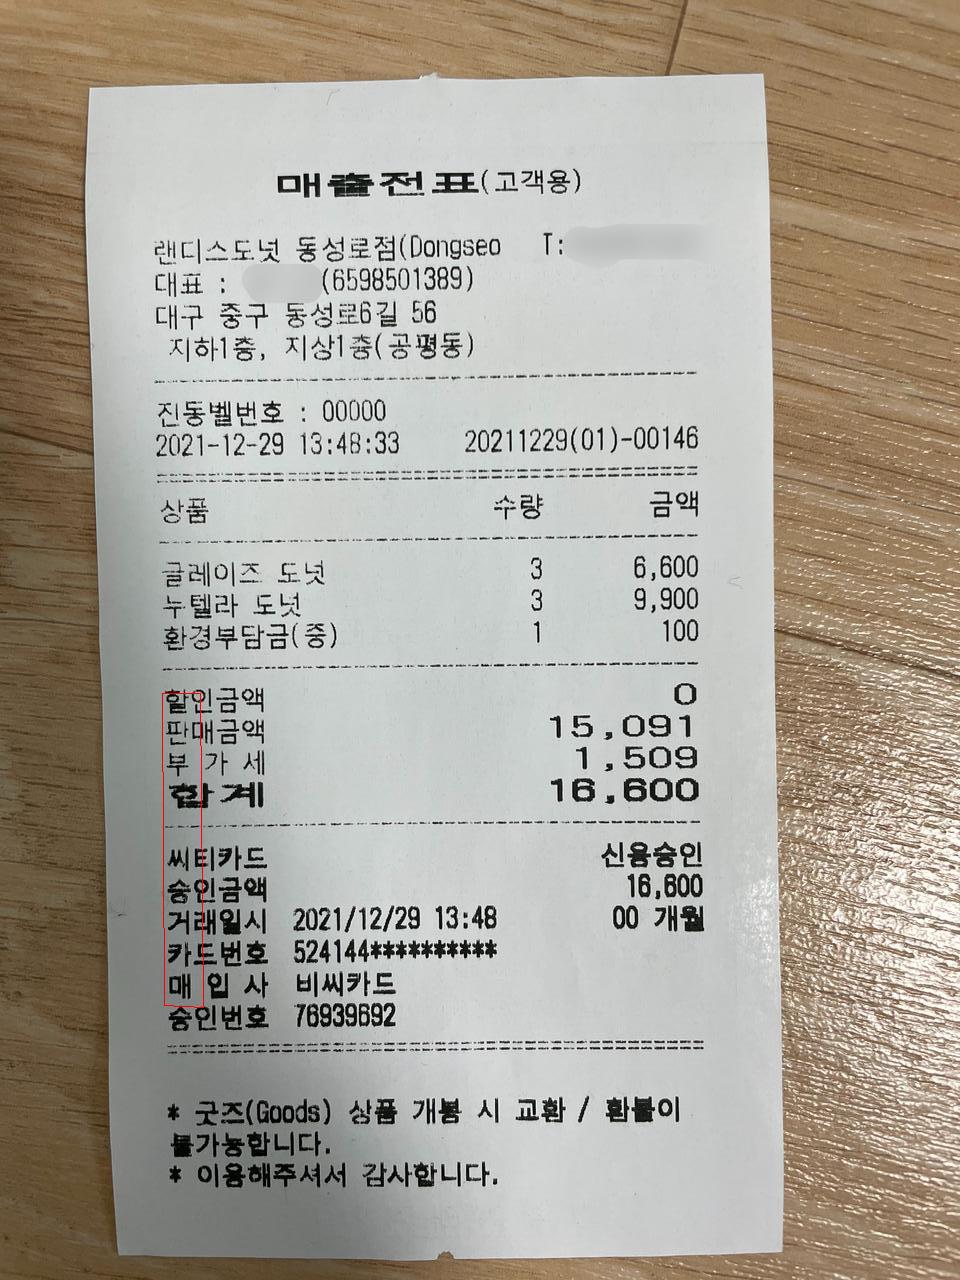 매출전표(고객용)
랜디스도넛 동성로점(Dongseo T:
대표 : (6598501389)
대구 중구 동성로6길 56
지하1층, 지상1층(공평동)
진동벨번호 : 00000
2021-12-29 13:48:33 20211229(01)-00146
상품 수량 금액
글레이즈 도넛 3 6,600
누텔라 도넛 3 9,900
환경부담금(중) 1 100
할인금액 0
판매금액 15,091
부 가 세 1,509
합계 16,600
씨티카드 신용승인
승인금액 16,600
거래일시 2021/12/29 13:48 00 개월
카드번호 524144**********
매 입 사 비씨카드
승인번호 76939692
* 굿즈(Goods) 상품 개봉 시 교환 / 환불이
불가능합니다.
* 이용해주셔서 감사합니다.